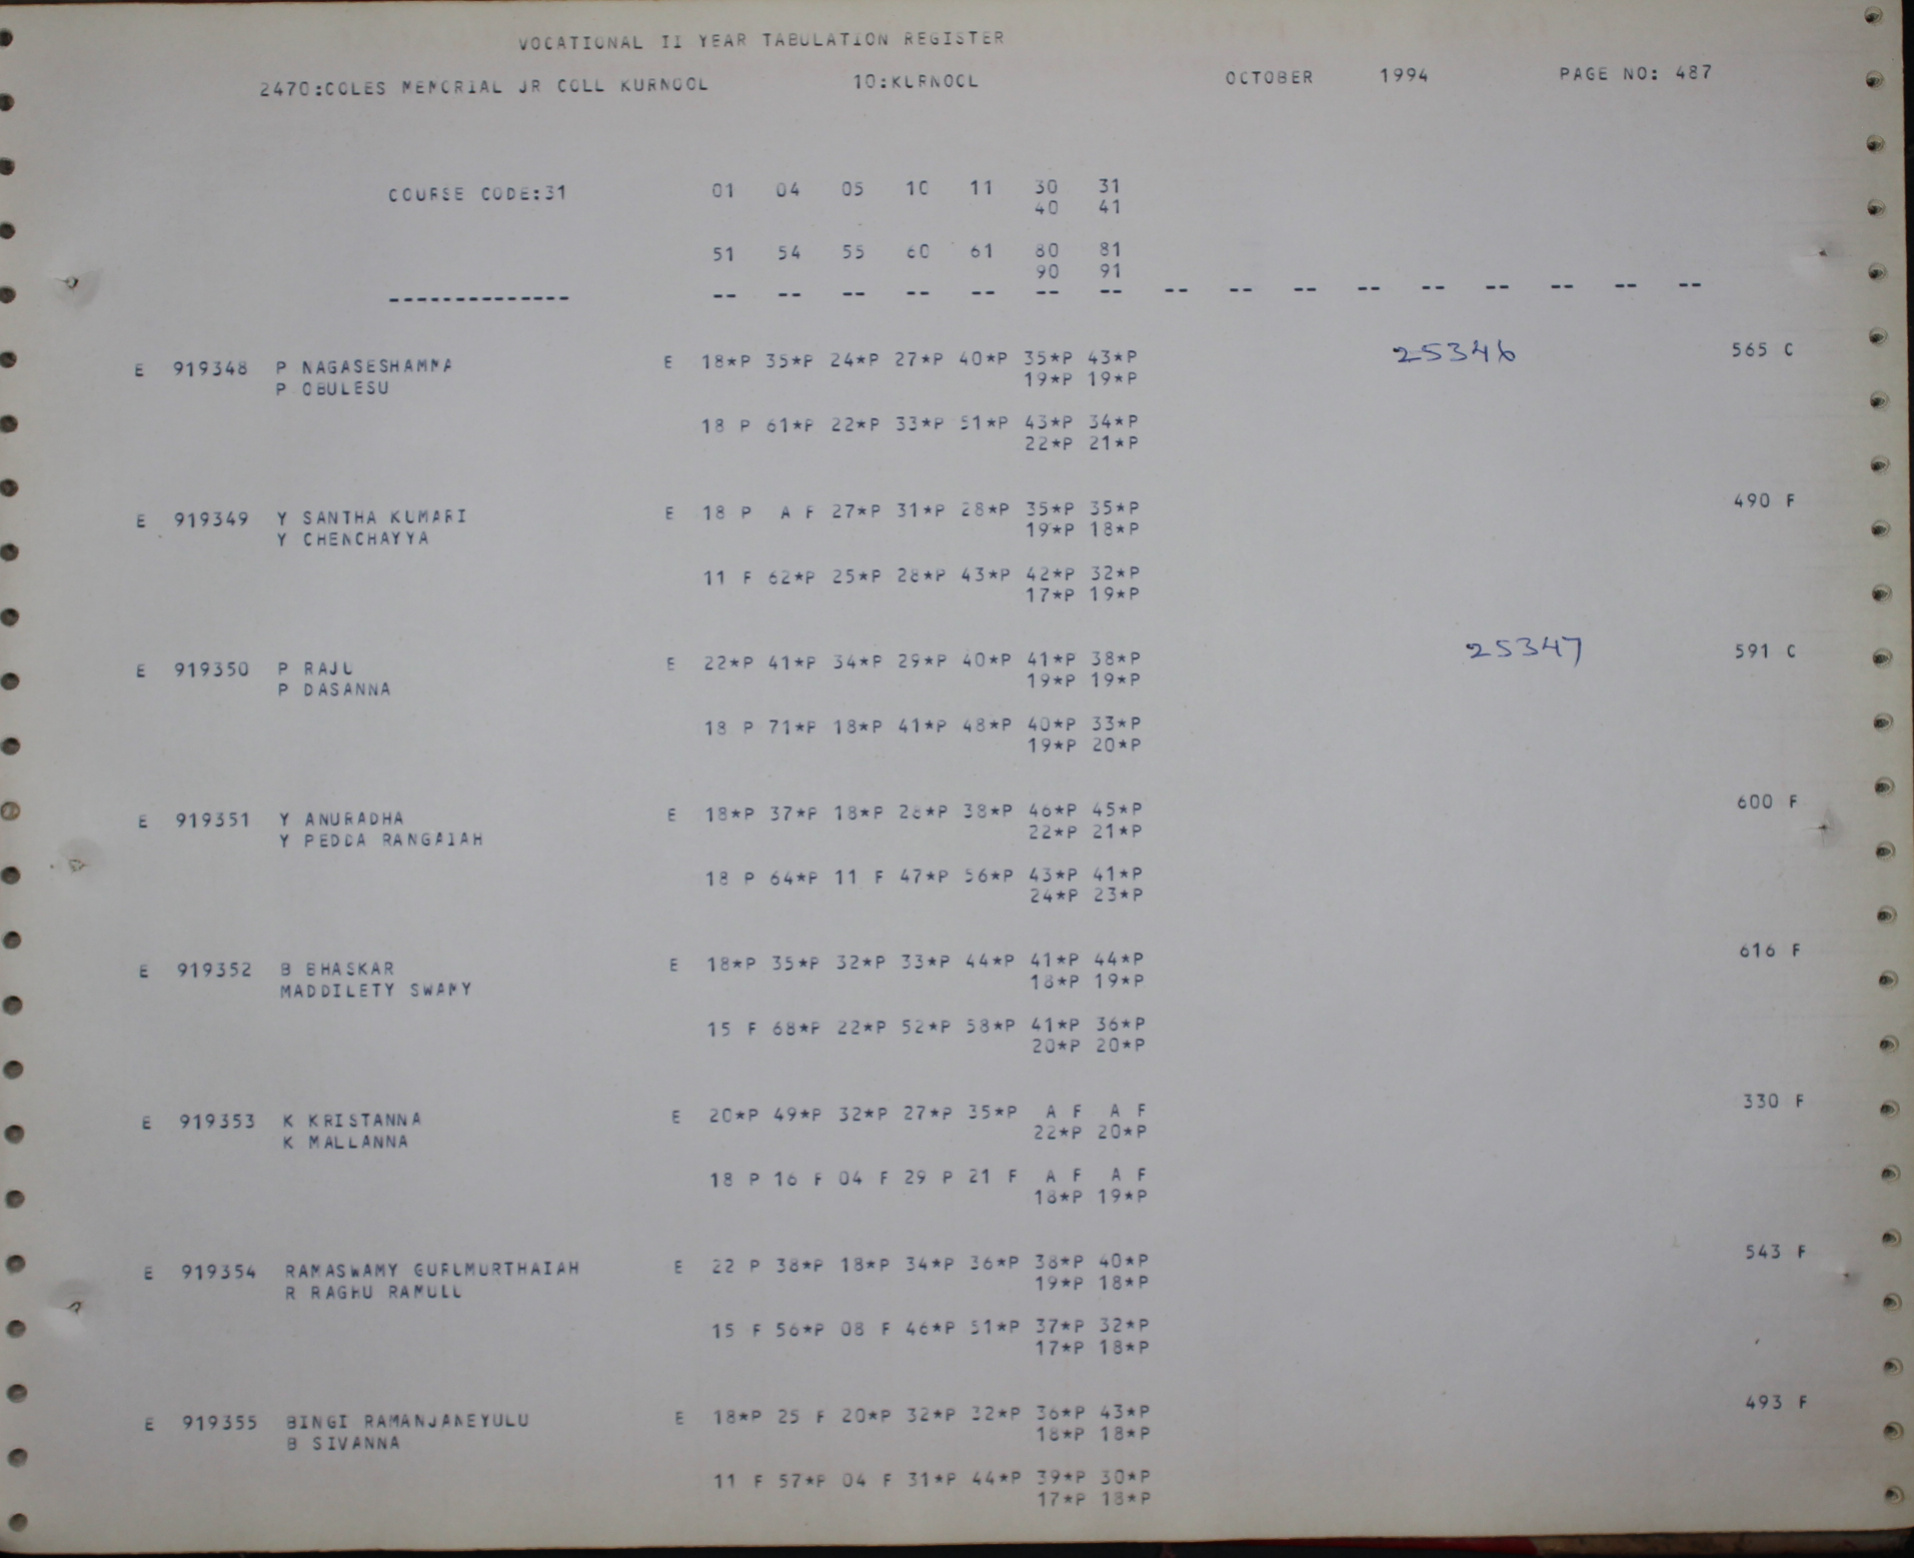 VOCATIONAL II YEAR TABULATION REGISTER
2470:COLES MEMORIAL JR COLL KURNOOL 10:KURNOOL OCTOBER 1994 PAGE NO: 487
COURSE CODE:31 01 04 05 10 11 30 31
40 41
51 54 55 60 61 80 81
90 91
-------------- -- -- -- -- -- -- -- -- -- -- -- -- -- -- -- --
E 919348 P NAGASESHAMMA E 18*P 35*P 24*P 27*P 40*P 35*P 43*P 25346 565 C
P OBULESU 19*P 19*P
18 P 61*P 22*P 33*P 51*P 43*P 34*P
22*P 21*P
E 919349 Y SANTHA KUMARI E 18 P A F 27*P 31*P 28*P 35*P 35*P 490 F
Y CHENCHAYYA 19*P 18*P
11 F 62*P 25*P 28*P 43*P 42*P 32*P
17*P 19*P
E 919350 P RAJU E 22*P 41*P 34*P 29*P 40*P 41*P 38*P 25347 591 C
P DASANNA 19*P 19*P
18 P 71*P 18*P 41*P 48*P 40*P 33*P
19*P 20*P
E 919351 Y ANURADHA E 18*P 37*P 18*P 28*P 38*P 46*P 45*P 600 F
Y PEDDA RANGAIAH 22*P 21*P
18 P 64*P 11 F 47*P 56*P 43*P 41*P
24*P 23*P
E 919352 B BHASKAR E 18*P 35*P 32*P 33*P 44*P 41*P 44*P 616 F
MADDILETY SWAMY 18*P 19*P
15 F 68*P 22*P 52*P 58*P 41*P 36*P
20*P 20*P
E 919353 K KRISTANNA E 20*P 49*P 32*P 27*P 35*P A F A F 330 F
K MALLANNA 22*P 20*P
18 P 16 F 04 F 29 P 21 F A F A F
18*P 19*P
E 919354 RAMASWAMY GURUMURTHAIAH E 22 P 38*P 18*P 34*P 36*P 38*P 40*P 543 F
R RAGHU RAMULU 19*P 18*P
15 F 56*P 08 F 46*P 51*P 37*P 32*P
17*P 18*P
E 919355 BINGI RAMANJANEYULU E 18*P 25 F 20*P 32*P 32*P 36*P 43*P 493 F
B SIVANNA 18*P 18*P
11 F 57*P 04 F 31*P 44*P 39*P 30*P
17*P 18*P